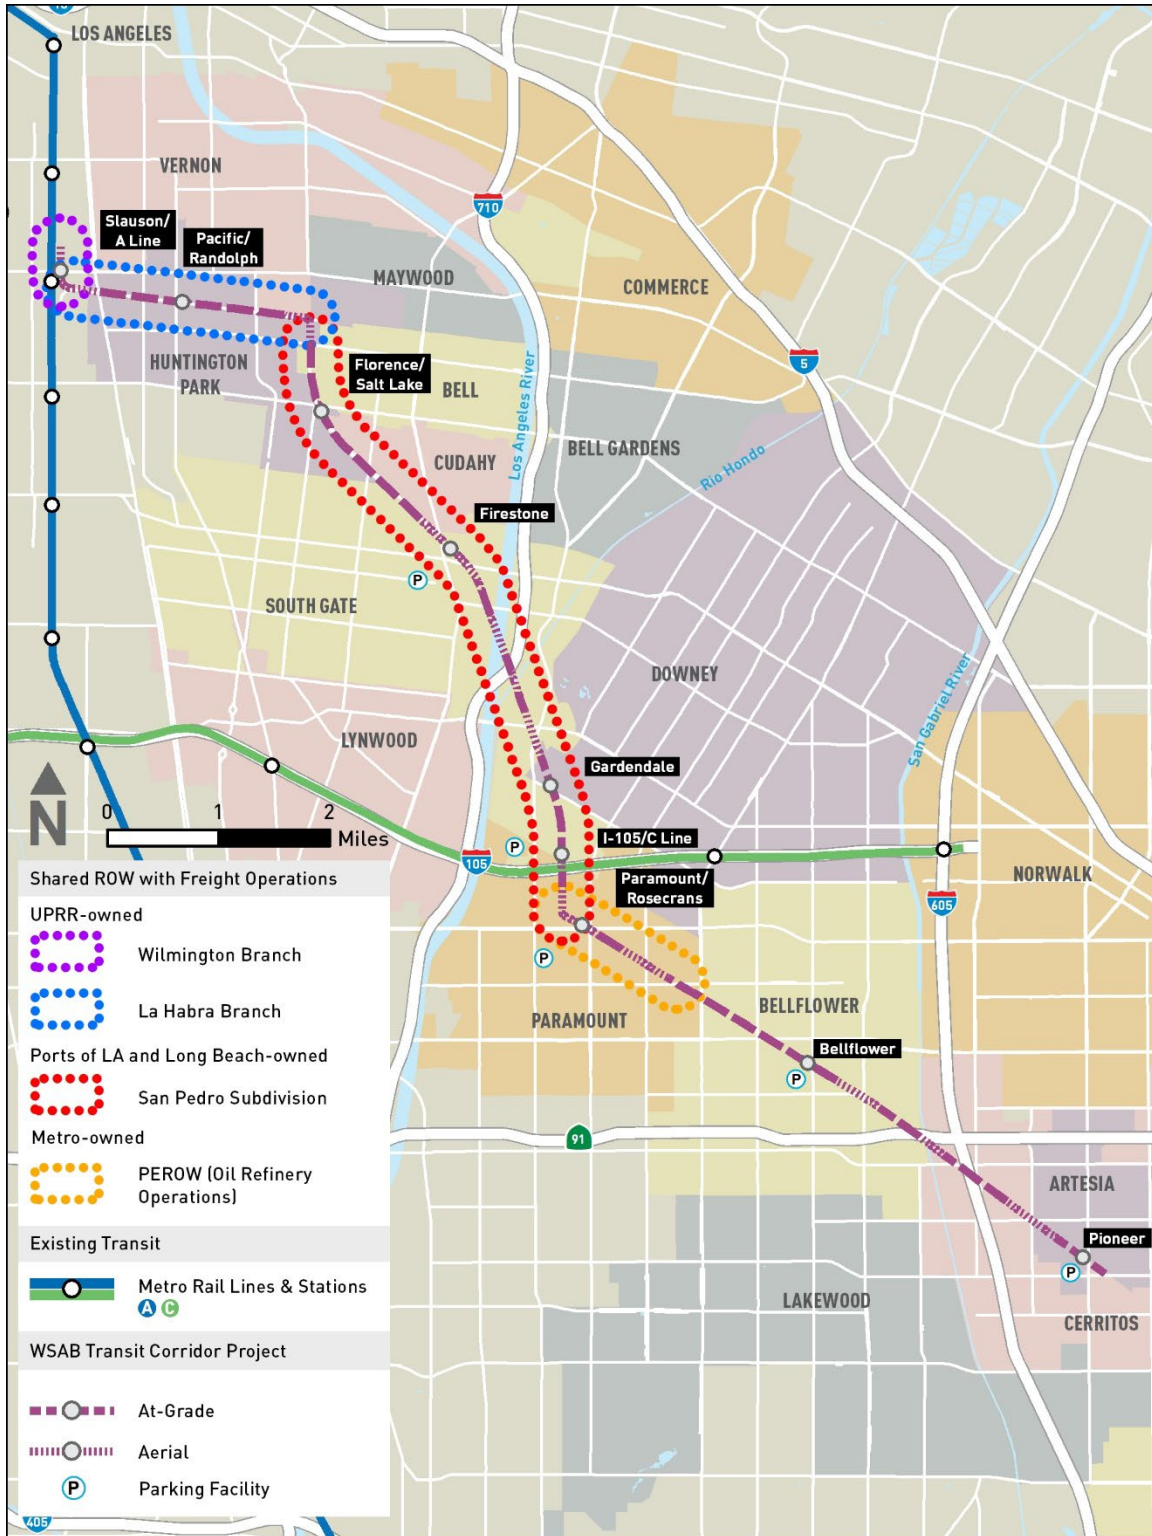 10
LOS ANGELES
VERNON
710
Slauson/
A Line
Pacific/
Randolph
MAYWOOD
COMMERCE
5
HUNTINGTON
PARK
Florence/
Salt Lake
BELL
Los Angeles River
BELL GARDENS
Rio Hondo
CUDAHY
Firestone
P
SOUTH GATE
DOWNEY
San Gabriel River
LYNWOOD
Gardendale
N
0 1 2
Miles
P
I-105/C Line
105
Paramount/
Rosecrans
NORWALK
605
P
PARAMOUNT
BELLFLOWER
Bellflower
P
91
ARTESIA
Pioneer
P
LAKEWOOD
CERRITOS
Shared ROW with Freight Operations
UPRR-owned
Wilmington Branch
La Habra Branch
Ports of LA and Long Beach-owned
San Pedro Subdivision
Metro-owned
PEROW (Oil Refinery
Operations)
Existing Transit
Metro Rail Lines & Stations
A C
WSAB Transit Corridor Project
At-Grade
Aerial
P Parking Facility
405